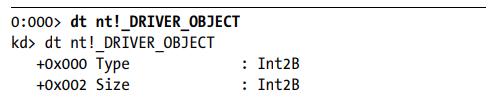 0:000> dt nt!_DRIVER_OBJECT
kd> dt nt!_DRIVER_OBJECT
+0x000 Type : Int2B
+0x002 Size : Int2B